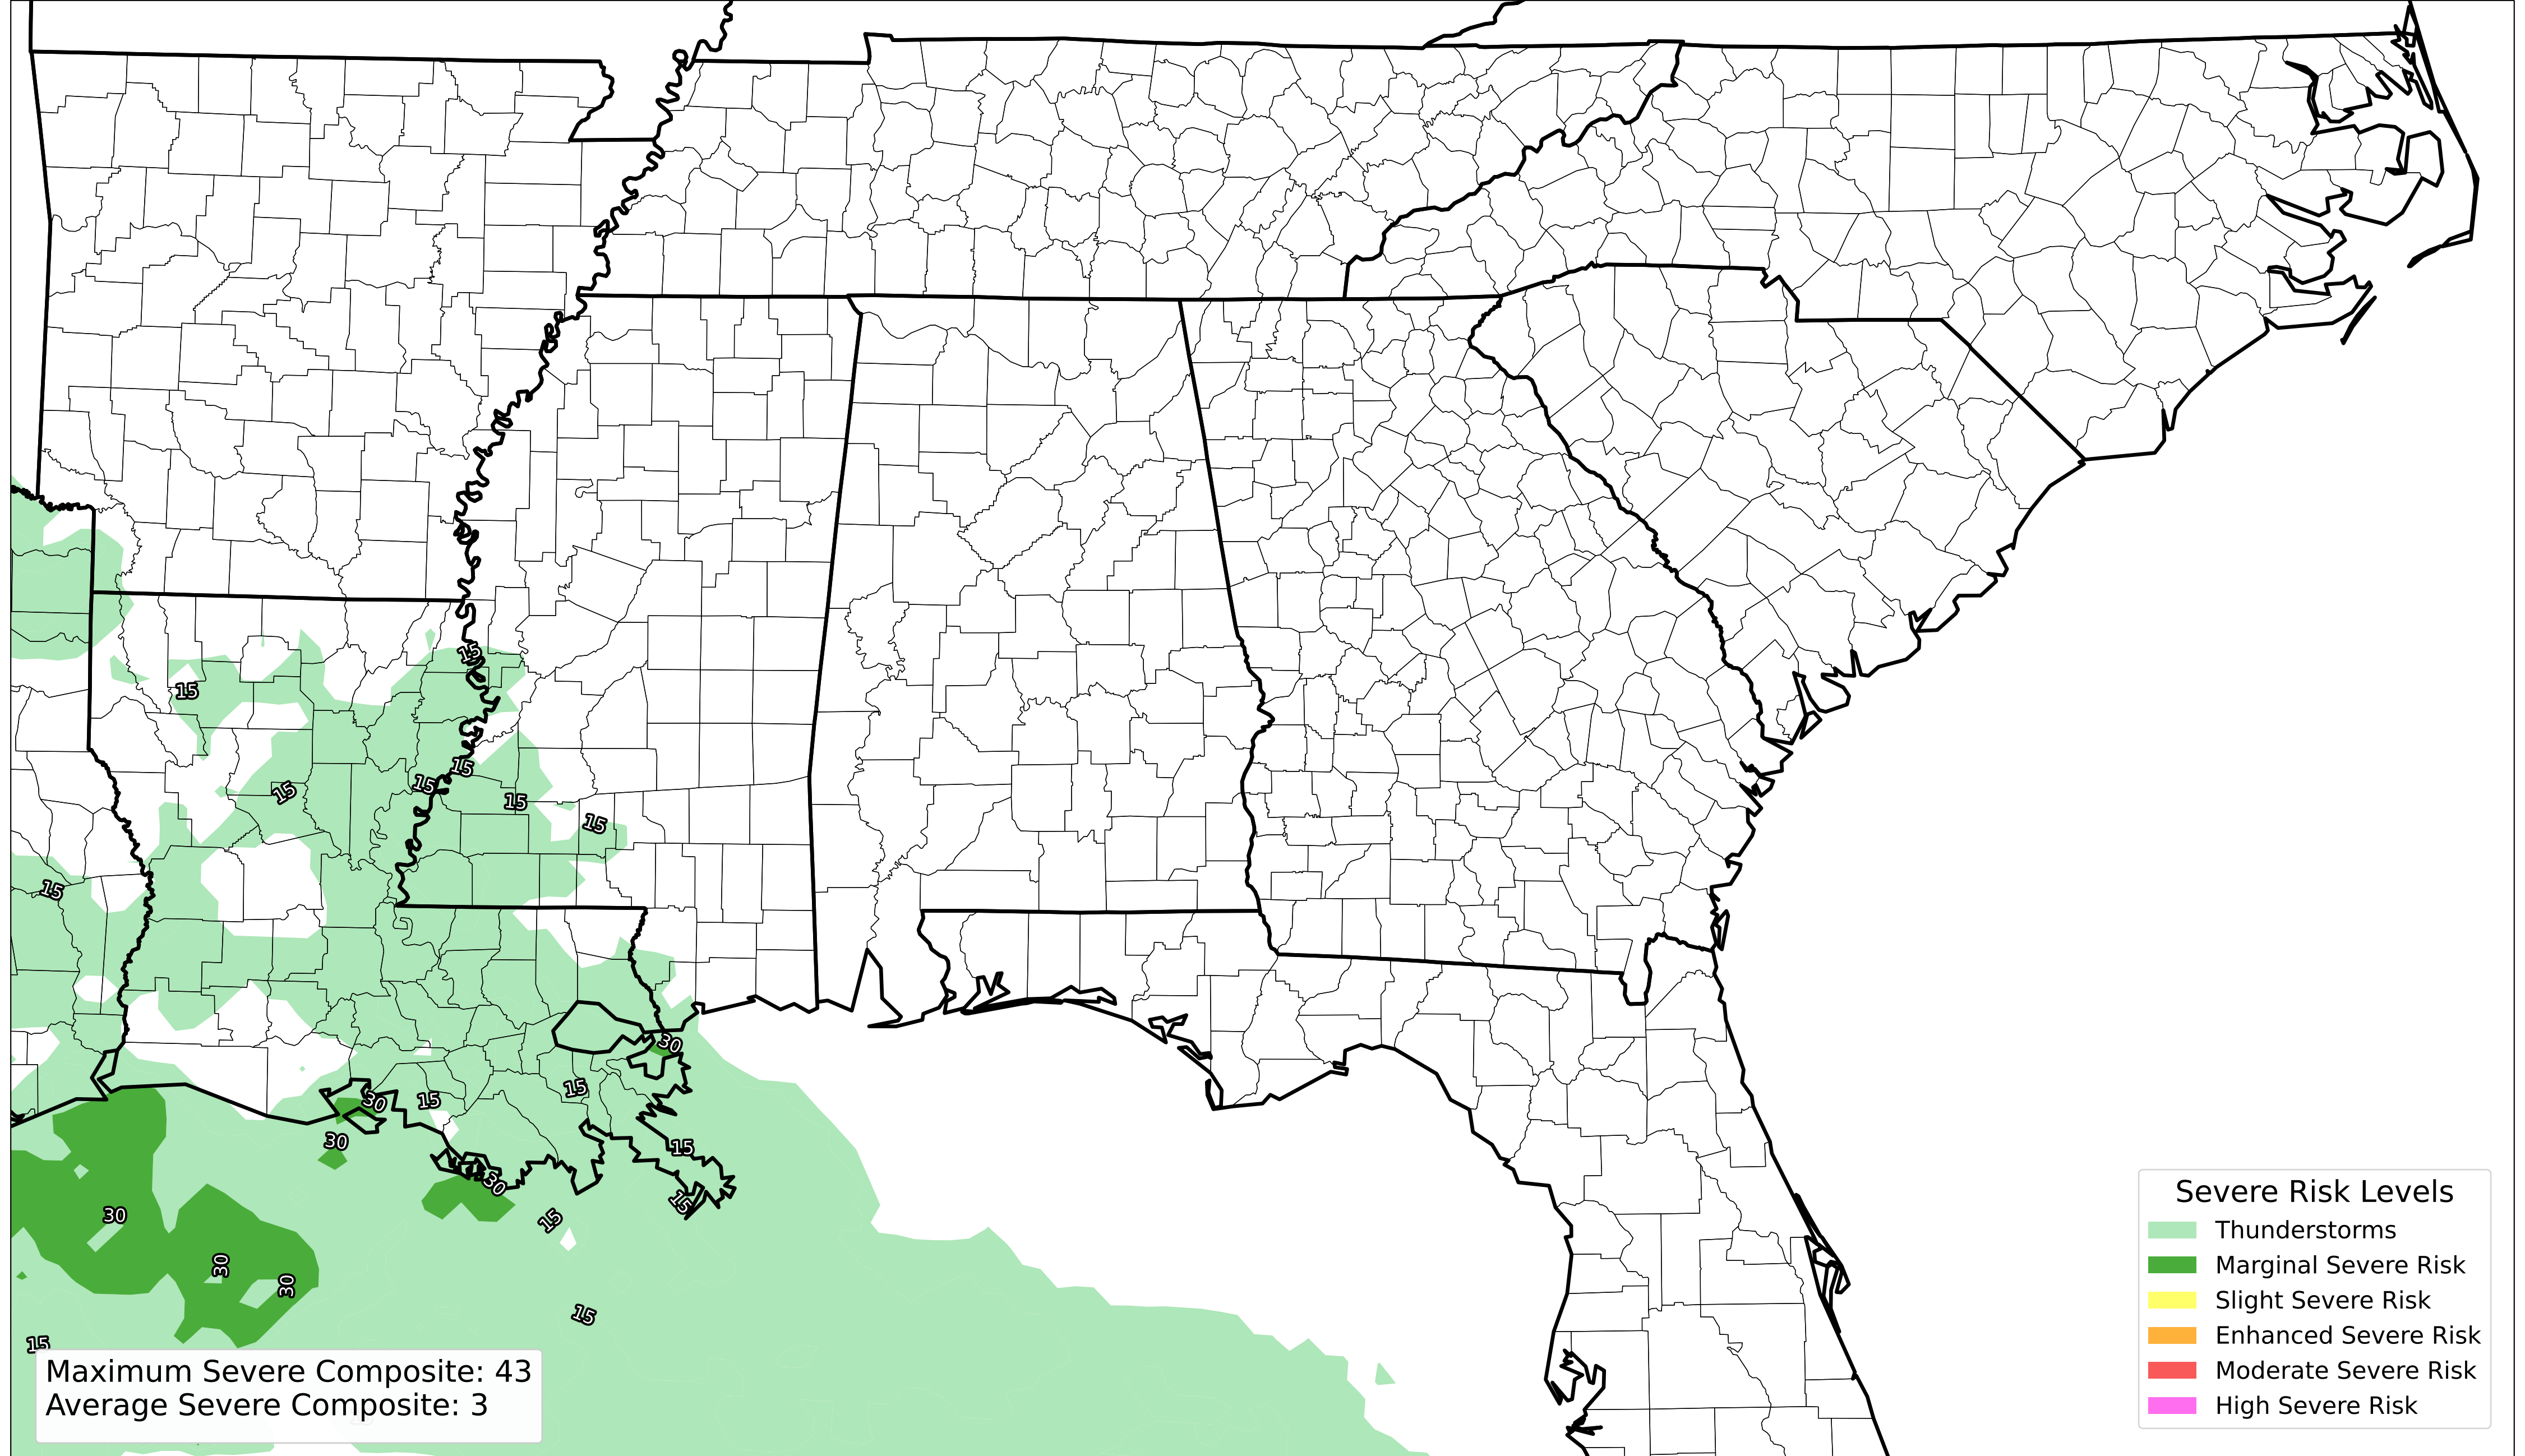 15
15
15
15
15
15
15
15
30
15
30
15
30
15
30
15
30
15
30
30
15
15
Maximum Severe Composite: 43
Average Severe Composite: 3
Severe Risk Levels
Thunderstorms
Marginal Severe Risk
Slight Severe Risk
Enhanced Severe Risk
Moderate Severe Risk
High Severe Risk